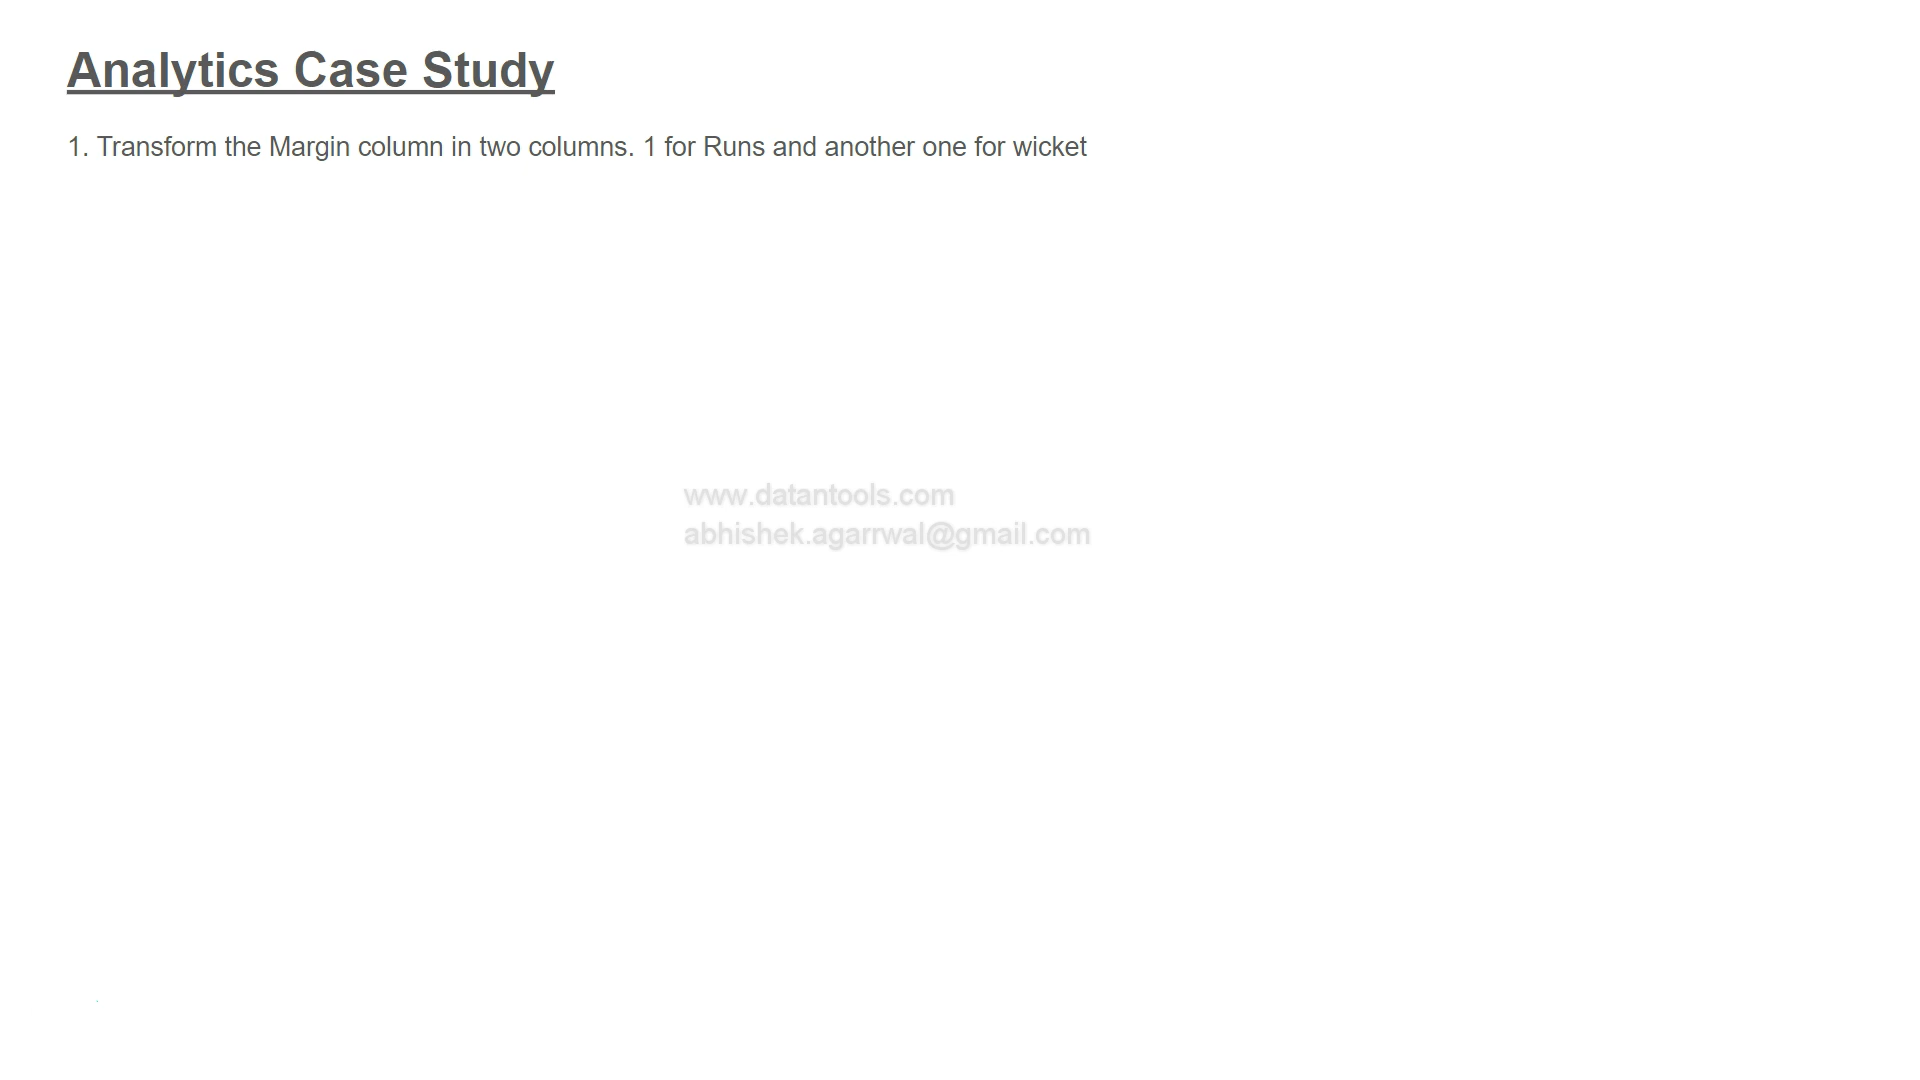 Analytics Case Study
1. Transform the Margin column in two columns. 1 for Runs and another one for wicket
www.datantools.com
abhishek.agarrwal@gmail.com